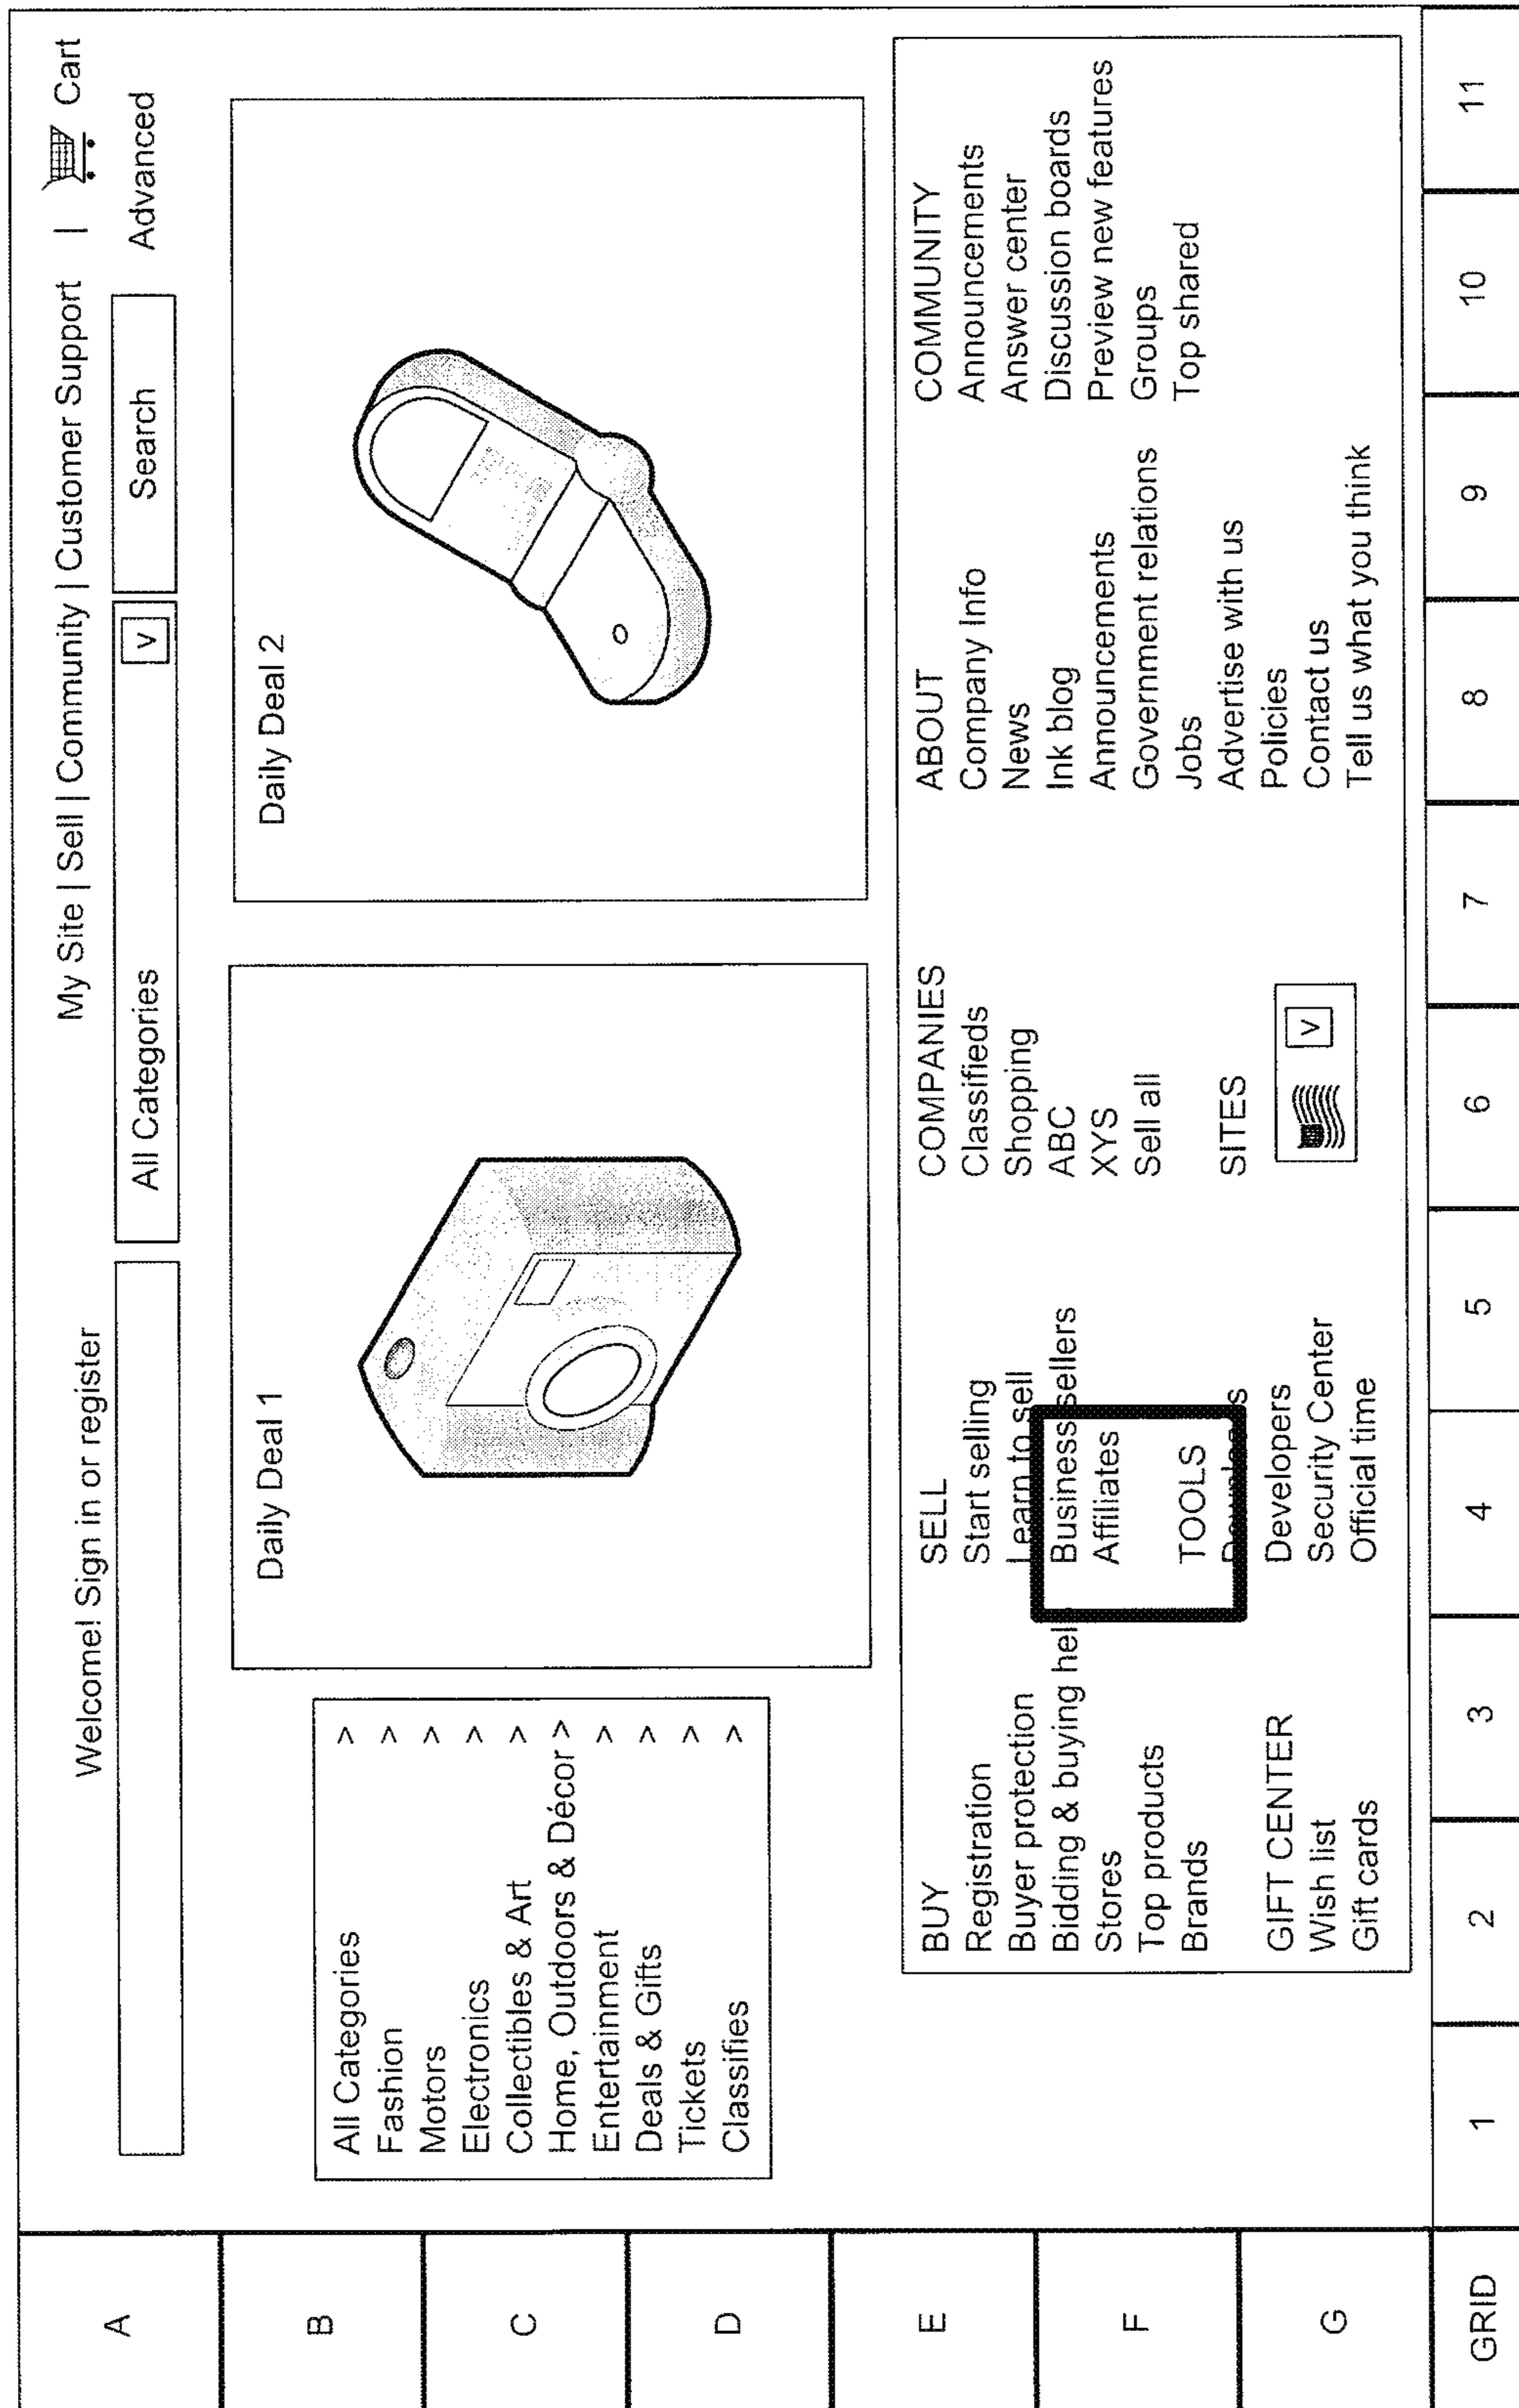 My Site | Sell | Community | Customer Support | Cart
Welcome! Sign in or register
All Categories v Search Advanced
All Categories >
Fashion >
Motors >
Electronics >
Collectibles & Art >
Home, Outdoors & Décor >
Entertainment >
Deals & Gifts >
Tickets >
Classifies >
Daily Deal 1
Daily Deal 2
BUY
Registration
Buyer protection
Bidding & buying hel
Stores
Top products
Brands
GIFT CENTER
Wish list
Gift cards
SELL
Start selling
Learn to sell
Business sellers
Affiliates
TOOLS
Developers
Security Center
Official time
COMPANIES
Classifieds
Shopping
ABC
XYS
Sell all
SITES
v
ABOUT
Company Info
News
Ink blog
Announcements
Government relations
Jobs
Advertise with us
Policies
Contact us
Tell us what you think
COMMUNITY
Announcements
Answer center
Discussion boards
Preview new features
Groups
Top shared
A
B
C
D
E
F
G
GRID 1 2 3 4 5 6 7 8 9 10 11